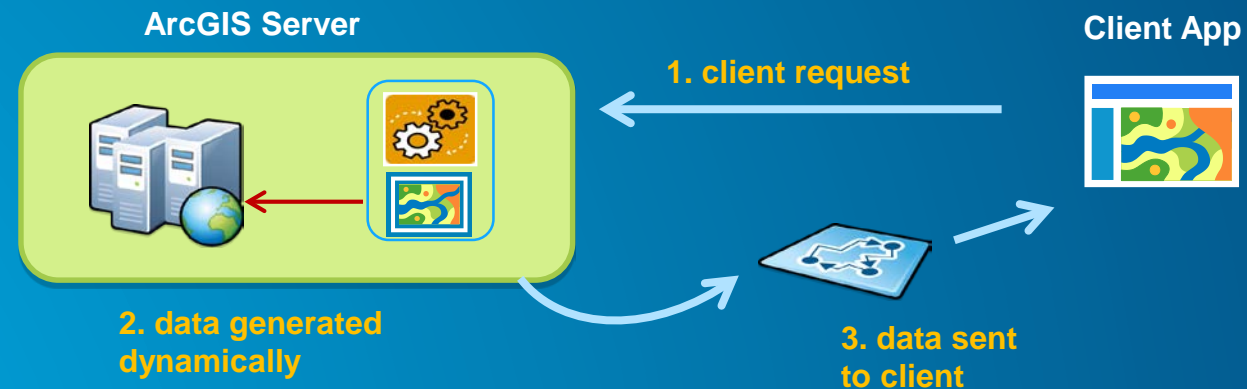 ArcGIS Server
Client App
1. client request
2. data generated
dynamically
3. data sent
to client